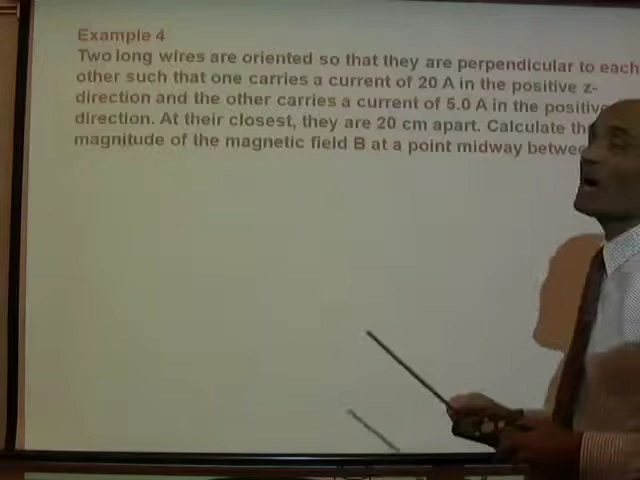 Example 4
Two long wires are oriented so that they are perpendicular to each
other such that one carries a current of 20 A in the positive z-
direction and the other carries a current of 5.0 A in the positive
direction. At their closest, they are 20 cm apart. Calculate
magnitude of the magnetic field B at a point midway